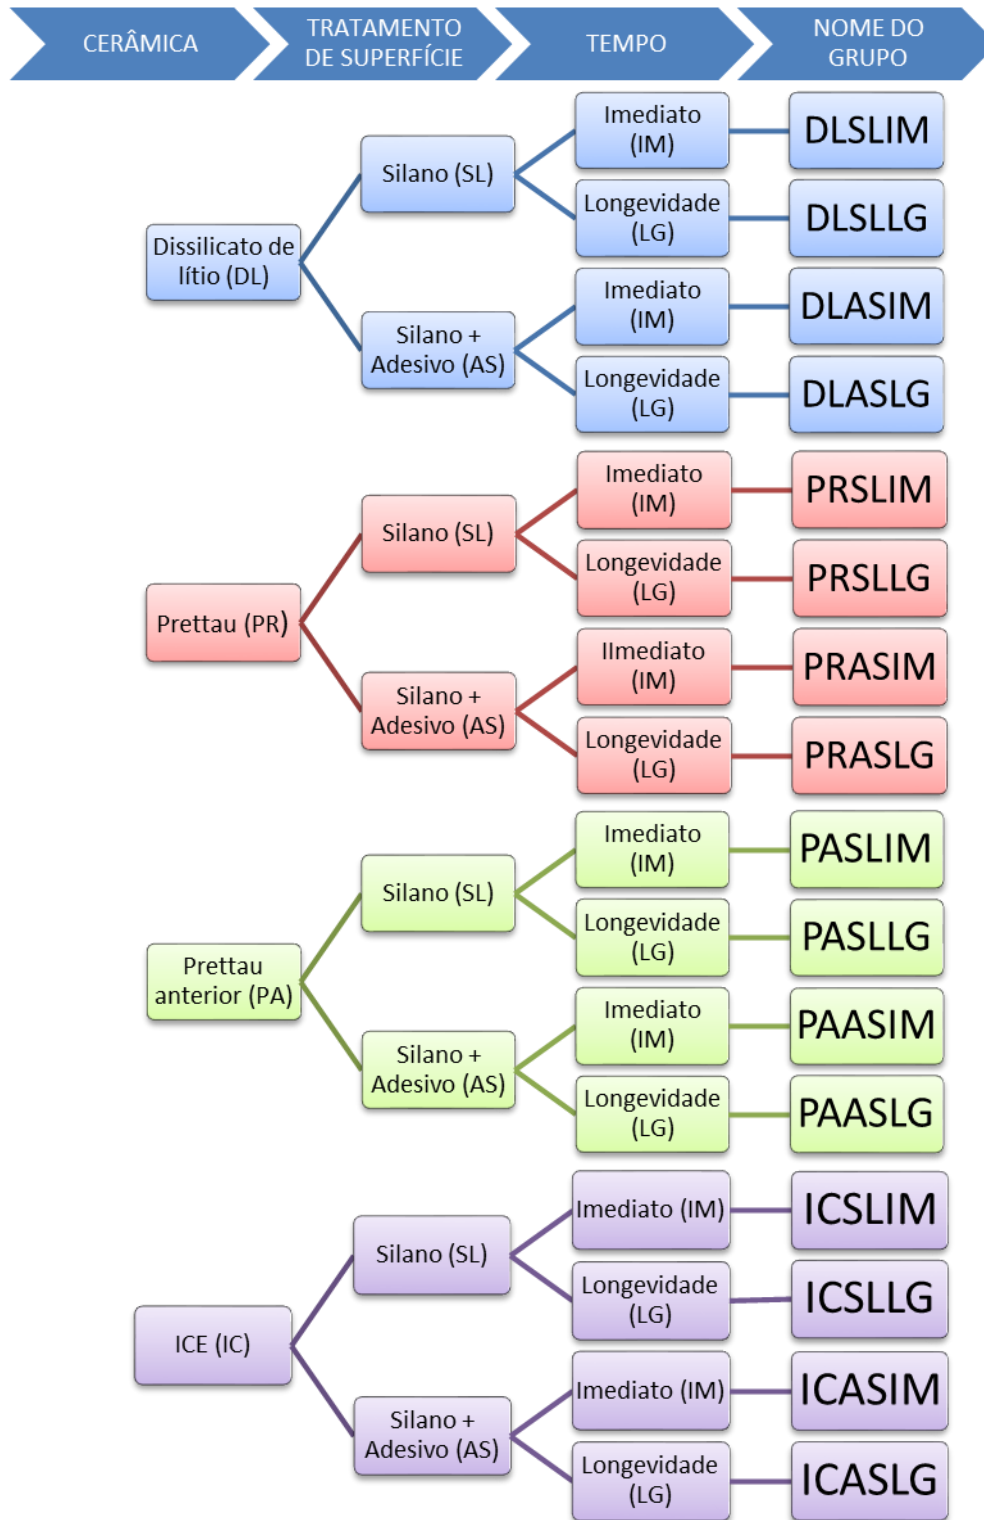 CERÂMICA
TRATAMENTO
DE SUPERFÍCIE
TEMPO
NOME DO
GRUPO
Dissilicato de
lítio (DL)
Silano (SL)
Imediato
(IM)
DLSLIM
Longevidade
(LG)
DLSLLG
Silano +
Adesivo (AS)
Imediato
(IM)
DLASIM
Longevidade
(LG)
DLASLG
Prettau (PR)
Silano (SL)
Imediato
(IM)
PRSLIM
Longevidade
(LG)
PRSLLG
Silano +
Adesivo (AS)
IImediato
(IM)
PRASIM
Longevidade
(LG)
PRASLG
Prettau
anterior (PA)
Silano (SL)
Imediato
(IM)
PASLIM
Longevidade
(LG)
PASLLG
Silano +
Adesivo (AS)
Imediato
(IM)
PAASIM
Longevidade
(LG)
PAASLG
ICE (IC)
Silano (SL)
Imediato (IM)
ICSLIM
Longevidade
(LG)
ICSLLG
Silano +
Adesivo (AS)
Imediato (IM)
ICASIM
Longevidade
(LG)
ICASLG